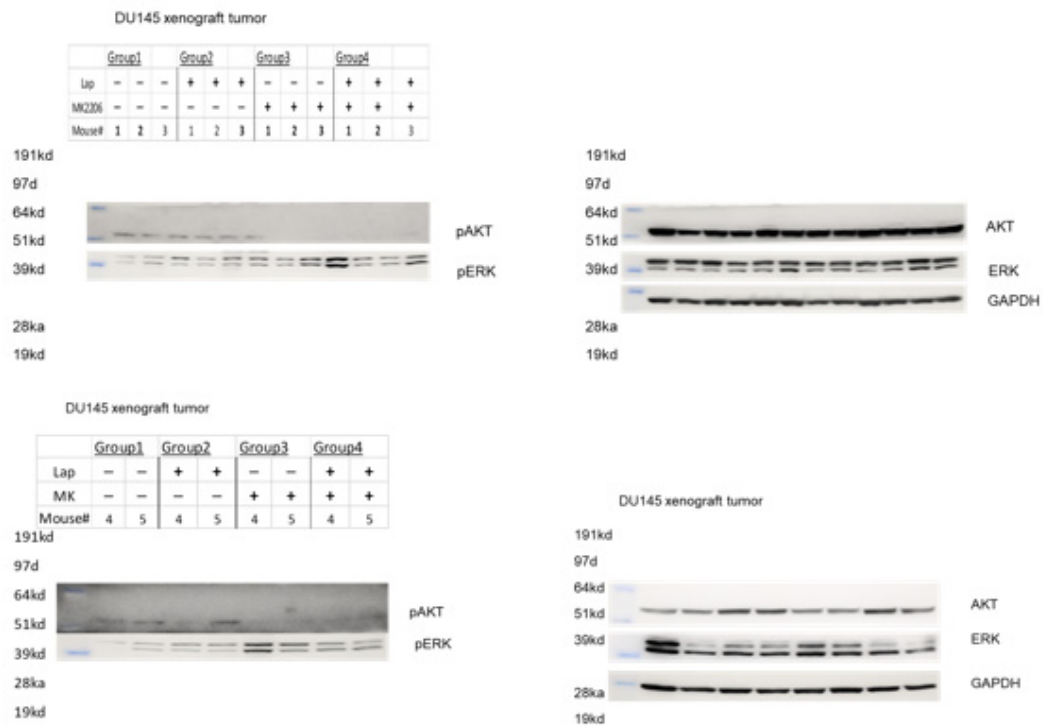 DU145 xenograft tumor
Group1 Group2 Group3 Group4
Lap − − − + + + − − − + + +
MK2206 − − − − − − + + + + + +
Mouse# 1 2 3 1 2 3 1 2 3 1 2 3
191kd
97d
64kd
51kd
39kd
28ka
19kd
pAKT
pERK
191kd
97d
64kd
51kd
39kd
28ka
19kd
AKT
ERK
GAPDH
DU145 xenograft tumor
Group1 Group2 Group3 Group4
Lap − − + + − − + +
MK − − − − + + + +
Mouse# 4 5 4 5 4 5 4 5
191kd
97d
64kd
51kd
39kd
28ka
19kd
pAKT
pERK
DU145 xenograft tumor
191kd
97d
64kd
51kd
39kd
28ka
19kd
AKT
ERK
GAPDH